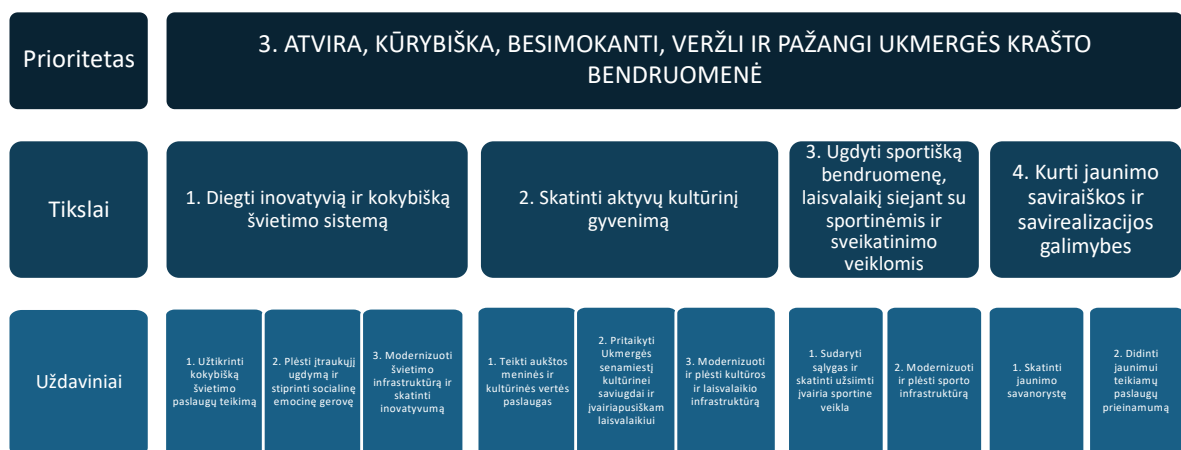 Prioritetas
3. ATVIRA, KŪRYBIŠKA, BESIMOKANTI, VERŽLI IR PAŽANGI UKMERGĖS KRAŠTO
BENDRUOMENĖ
Tikslai
1. Diegti inovatyvią ir kokybišką
švietimo sistemą
2. Skatinti aktyvų kultūrinį
gyvenimą
3. Ugdyti sportišką
bendruomenę,
laisvalaikį siejant su
sportinėmis ir
sveikatinimo
veiklomis
4. Kurti jaunimo
saviraiškos ir
savirealizacijos
galimybes
Uždaviniai
1. Užtikrinti
kokybišką
švietimo
paslaugų teikimą
2. Plėsti įtraukųjį
ugdymą ir
stiprinti socialinę
emocinę gerovę
3. Modernizuoti
švietimo
infrastruktūrą ir
skatinti
inovatyvumą
1. Teikti aukštos
meninės ir
kultūrinės vertės
paslaugas
2. Pritaikyti
Ukmergės
senamiestį
kultūrinei
saviugdai ir
įvairiapusiškam
laisvalaikiui
3. Modernizuoti
ir plėsti kultūros
ir laisvalaikio
infrastruktūrą
1. Sudaryti
sąlygas ir
skatinti užsiimti
įvairia sportine
veikla
2. Modernizuoti
ir plėsti sporto
infrastruktūrą
1. Skatinti
jaunimo
savanorystę
2. Didinti
jaunimui
teikiamų
paslaugų
prieinamumą